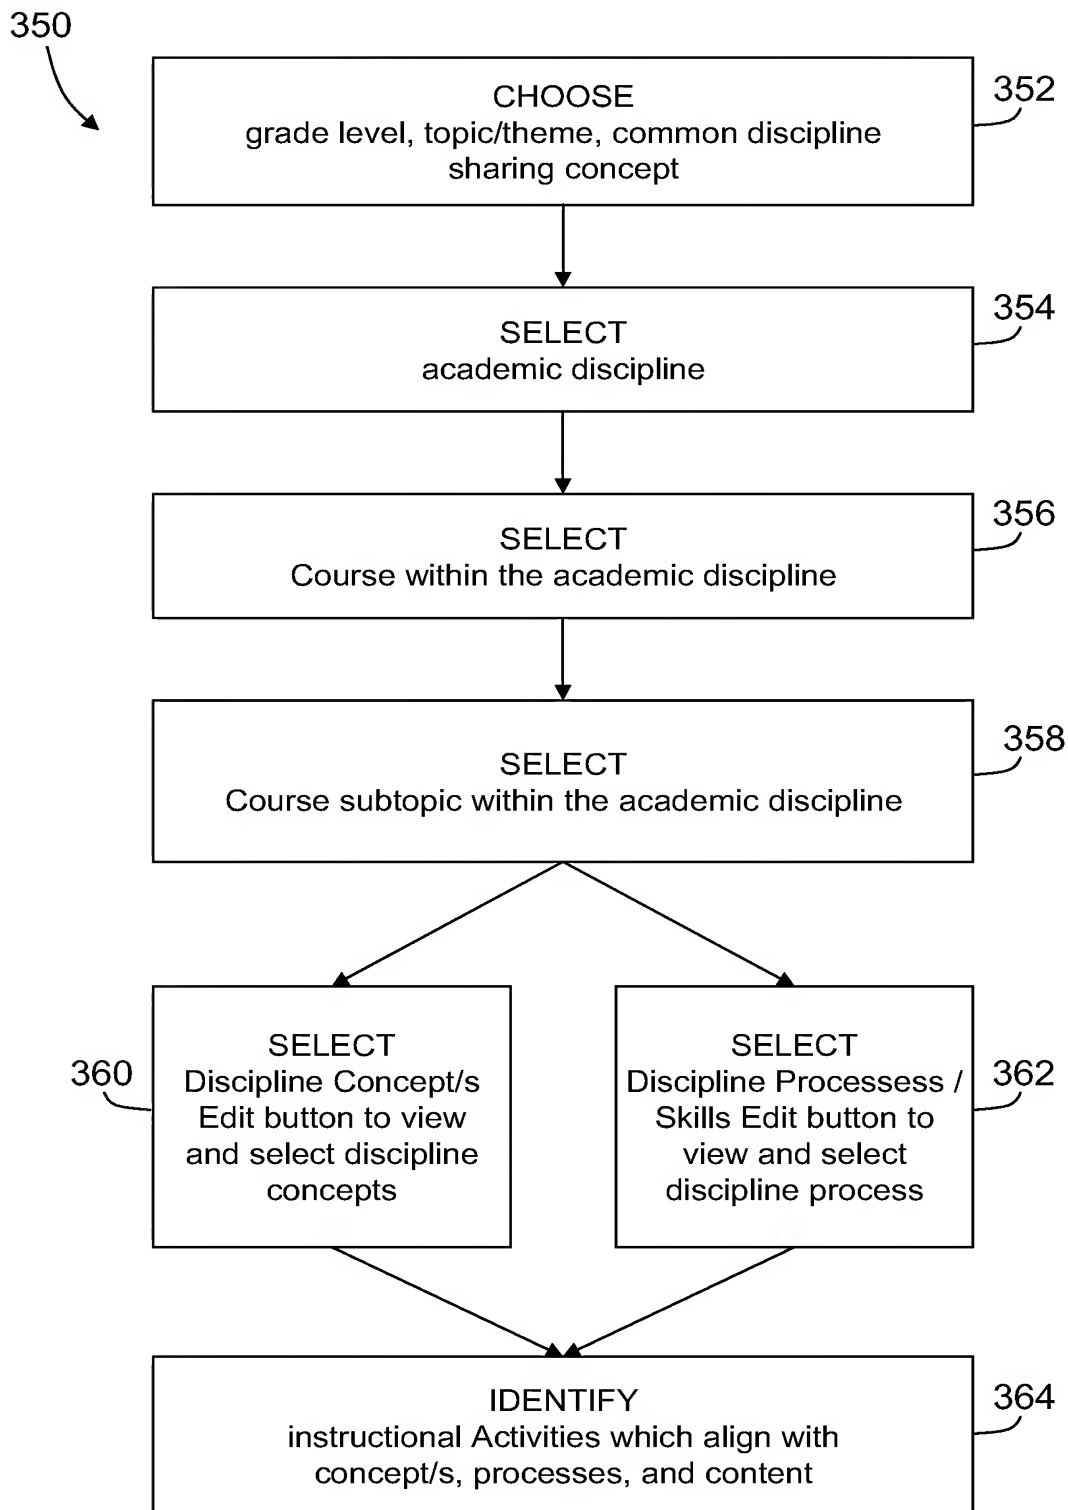 350
CHOOSE
352
grade level, topic/theme, common discipline
sharing concept
354
SELECT
academic discipline
356
SELECT
Course within the academic discipline
358
SELECT
Course subtopic within the academic discipline
360
SELECT
Discipline Concept/s
Edit button to view
and select discipline
concepts
SELECT
Discipline Processess /
Skills Edit button to
view and select
discipline process
362
IDENTIFY
364
instructional Activities which align with
concept/s, processes, and content